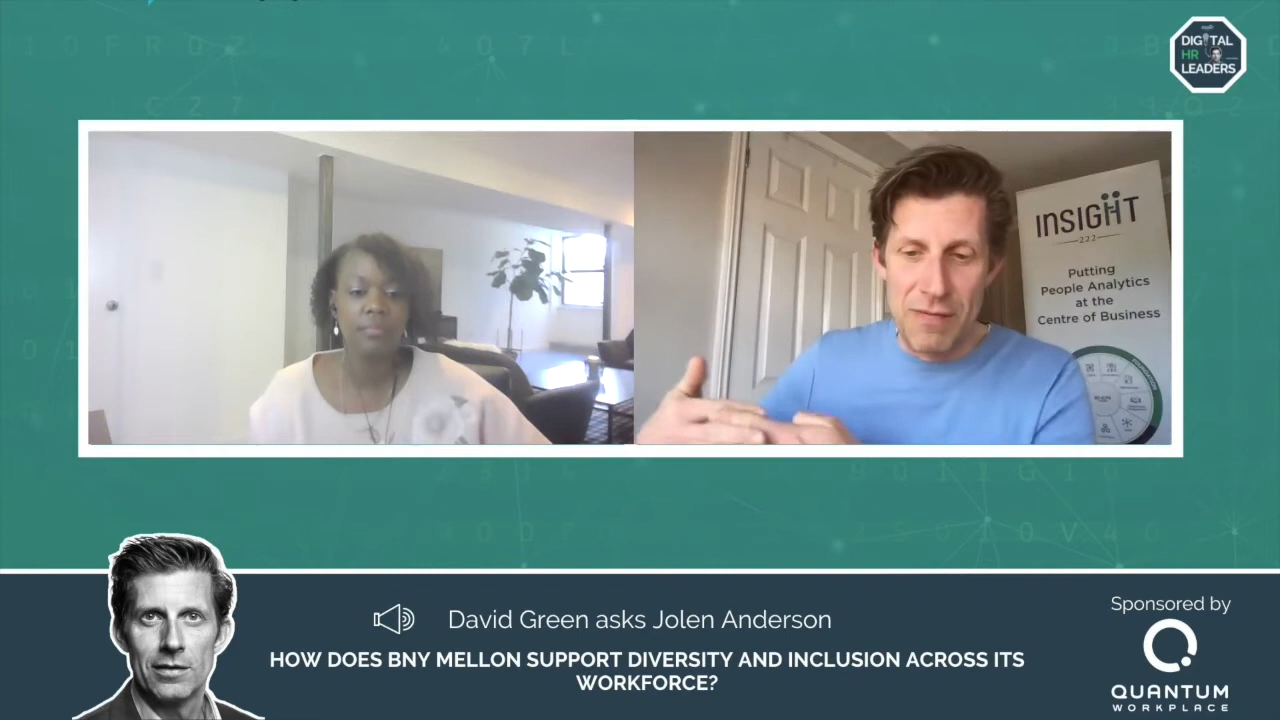 DIGITAL
HR
LEADERS
INSIGHT
222
Putting
People Analytics
at the
Centre of Business
David Green asks Jolen Anderson
HOW DOES BNY MELLON SUPPORT DIVERSITY AND INCLUSION ACROSS ITS
WORKFORCE?
Sponsored by
QUANTUM
WORKPLACE